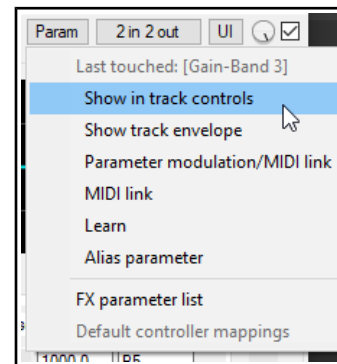 Param 2 in 2 out UI
Last touched: [Gain-Band 3]
Show in track controls
Show track envelope
Parameter modulation/MIDI link
MIDI link
Learn
Alias parameter
FX parameter list
Default controller mappings